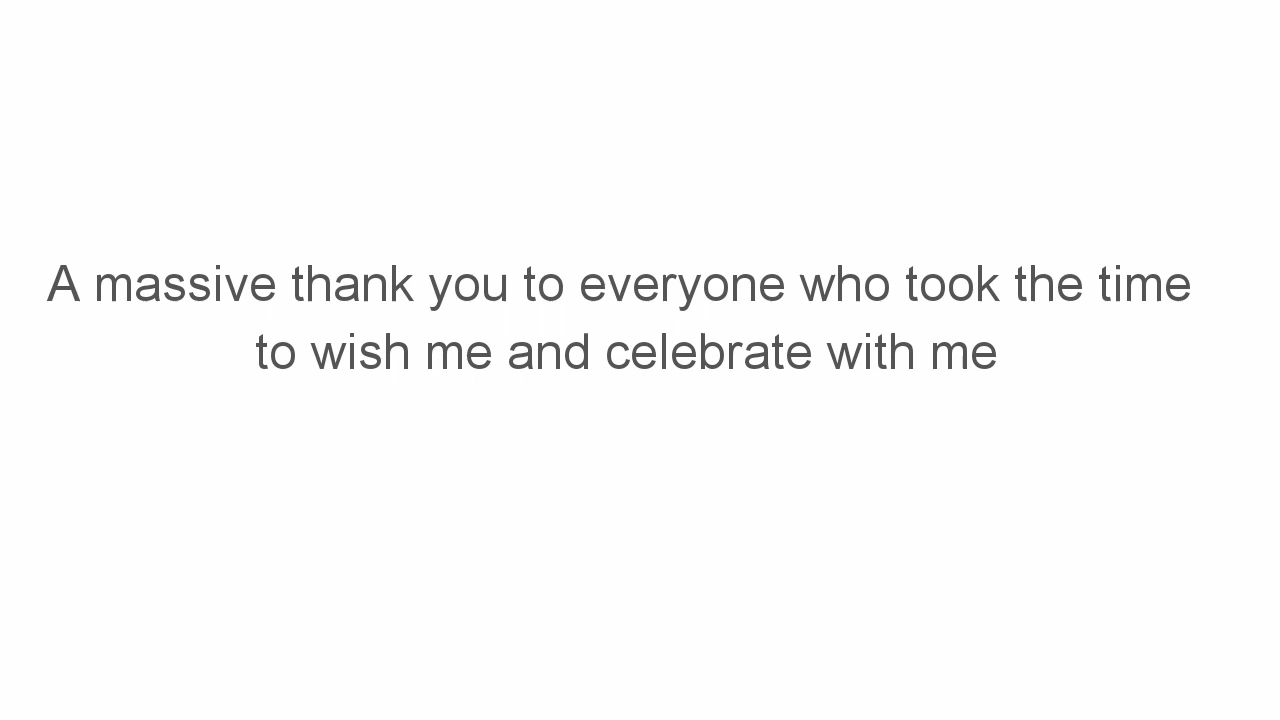 A massive thank you to everyone who took the time
to wish me and celebrate with me